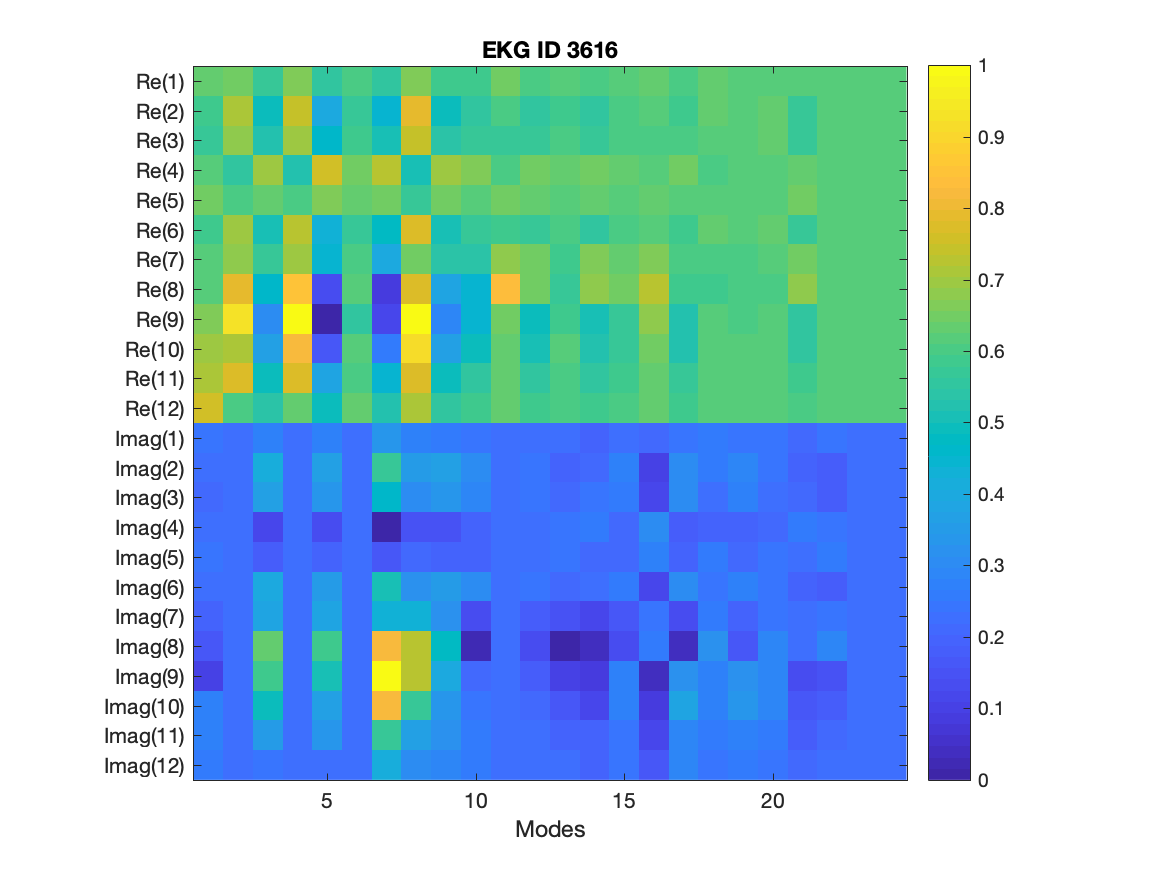 EKG ID 3616
Re(1)
Re(2)
Re(3)
Re(4)
Re(5)
Re(6)
Re(7)
Re(8)
Re(9)
Re(10)
Re(11)
Re(12)
Imag(1)
Imag(2)
Imag(3)
Imag(4)
Imag(5)
Imag(6)
Imag(7)
Imag(8)
Imag(9)
Imag(10)
Imag(11)
Imag(12)
5 10 15 20
Modes
1
0.9
0.8
0.7
0.6
0.5
0.4
0.3
0.2
0.1
0